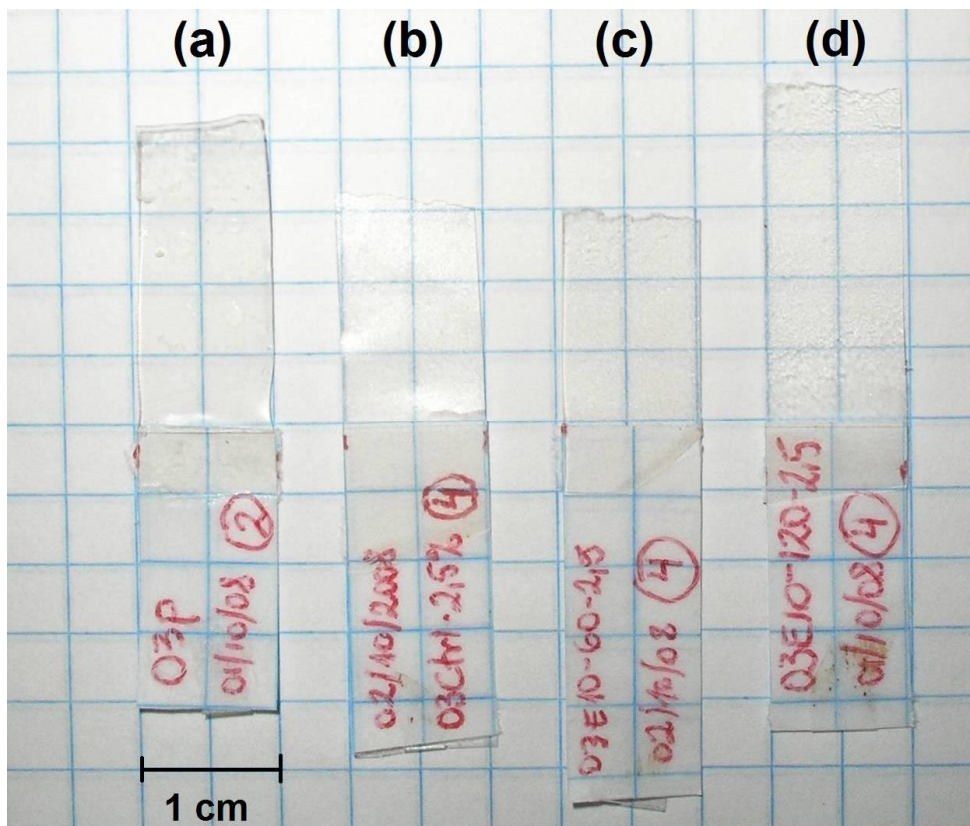 (a) (b) (c) (d)
03P
01/10/08 2
02/10/2008
03Ctrl-2,5% 4
03E10-60-2,5
02/10/08 4
03E10-120-2,5
01/10/08 4
1 cm